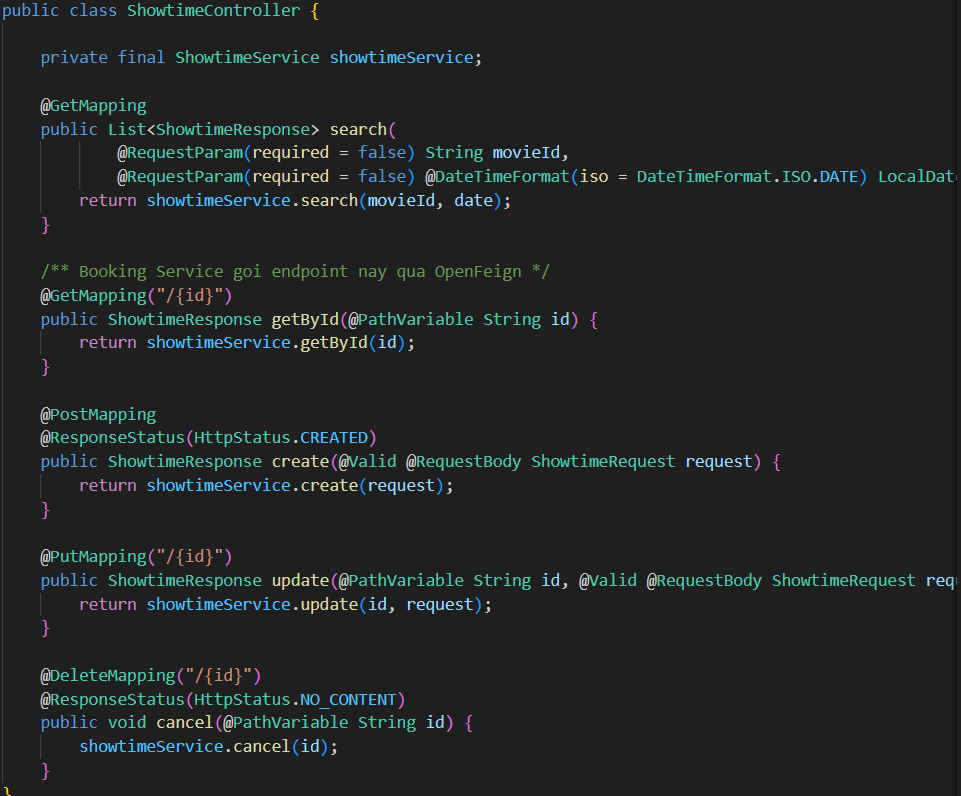 public class ShowtimeController {
private final ShowtimeService showtimeService;
@GetMapping
public List<ShowtimeResponse> search(
@RequestParam(required = false) String movieId,
@RequestParam(required = false) @DateTimeFormat(iso = DateTimeFormat.ISO.DATE) LocalDat
return showtimeService.search(movieId, date);
}
/** Booking Service goi endpoint nay qua OpenFeign */
@GetMapping("/{id}")
public ShowtimeResponse getById(@PathVariable String id) {
return showtimeService.getById(id);
}
@PostMapping
@ResponseStatus(HttpStatus.CREATED)
public ShowtimeResponse create(@Valid @RequestBody ShowtimeRequest request) {
return showtimeService.create(request);
}
@PutMapping("/{id}")
public ShowtimeResponse update(@PathVariable String id, @Valid @RequestBody ShowtimeRequest req
return showtimeService.update(id, request);
}
@DeleteMapping("/{id}")
@ResponseStatus(HttpStatus.NO_CONTENT)
public void cancel(@PathVariable String id) {
showtimeService.cancel(id);
}
}